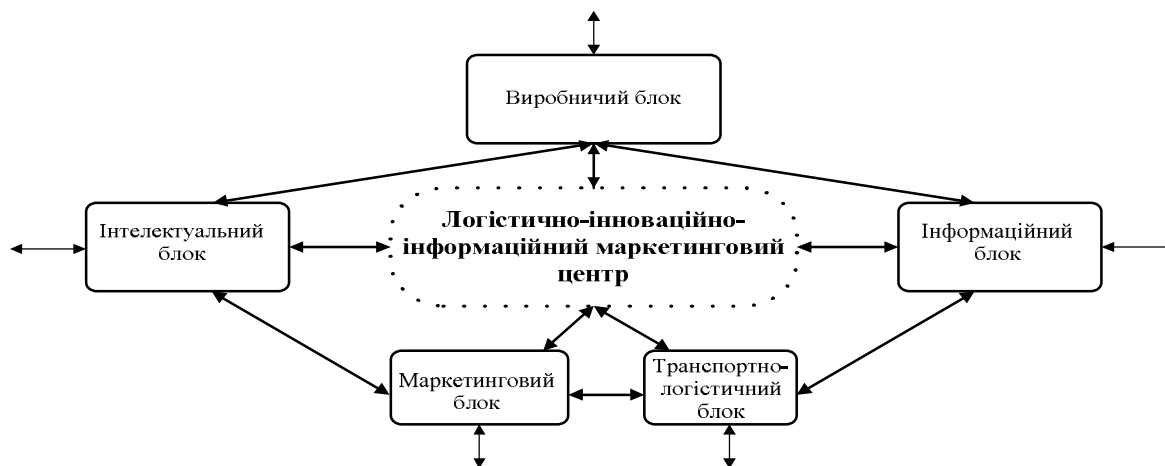 Виробничий блок
Інтелектуальний
блок
Логістично-інноваційно-
інформаційний маркетинговий
центр
Інформаційний
блок
Маркетинговий
блок
Транспортно-
логістичний
блок